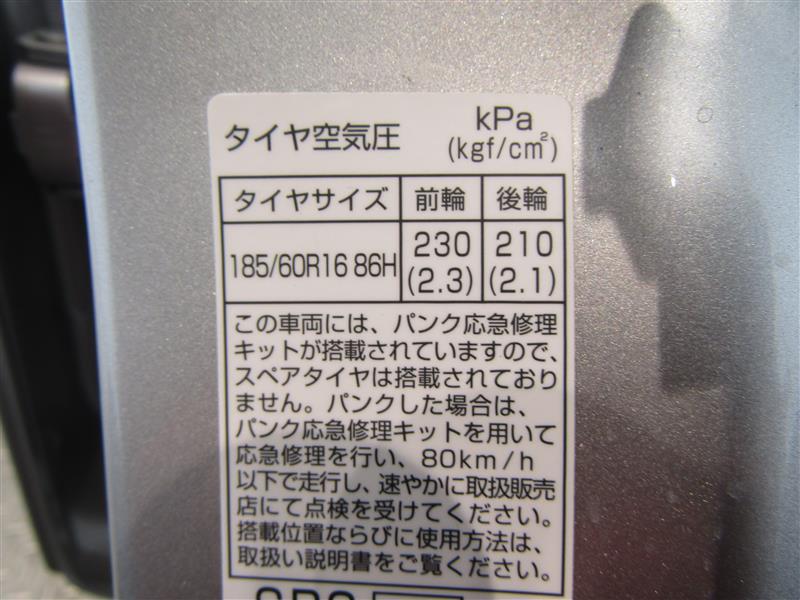 タイヤ空気圧 kPa
(kgf/cm²)
タイヤサイズ 前輪 後輪
185/60R16 86H 230 210
(2.3) (2.1)
この車両には、パンク応急修理
キットが搭載されていますので、
スペアタイヤは搭載されており
ません。パンクした場合は、
パンク応急修理キットを用いて
応急修理を行い、80km/h
以下で走行し、速やかに取扱販売
店にて点検を受けてください。
搭載位置ならびに使用方法は、
取扱い説明書をご覧ください。